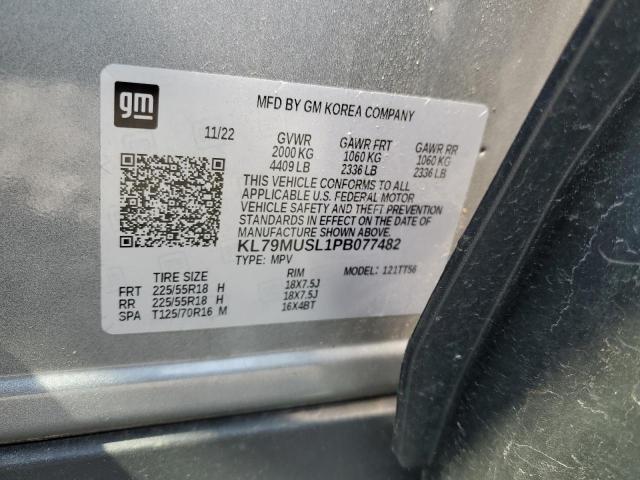 gm
MFD BY GM KOREA COMPANY
11/22 GVWR GAWR FRT GAWR RR
2000 KG 1060 KG 1060 KG
4409 LB 2336 LB 2336 LB
THIS VEHICLE CONFORMS TO ALL
APPLICABLE U.S. FEDERAL MOTOR
VEHICLE SAFETY AND THEFT PREVENTION
STANDARDS IN EFFECT ON THE DATE OF
MANUFACTURE SHOWN ABOVE.
KL79MUSL1PB077482
TYPE: MPV MODEL: 121TT56
TIRE SIZE RIM
FRT 225/55R18 H 18X7.5J
RR 225/55R18 H 18X7.5J
SPA T125/70R16 M 16X4BT